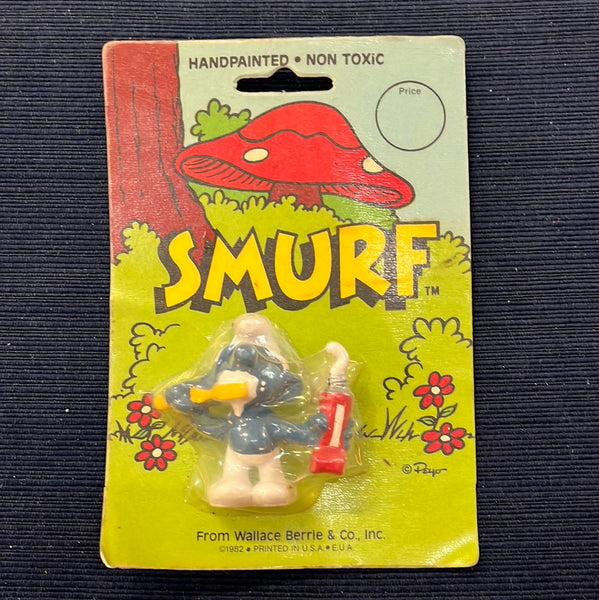 HANDPAINTED • NON TOXIC
Price
SMURF™
© Peyo
From Wallace Berrie & Co., Inc.
©1982 • PRINTED IN U.S.A. • E.U.A.